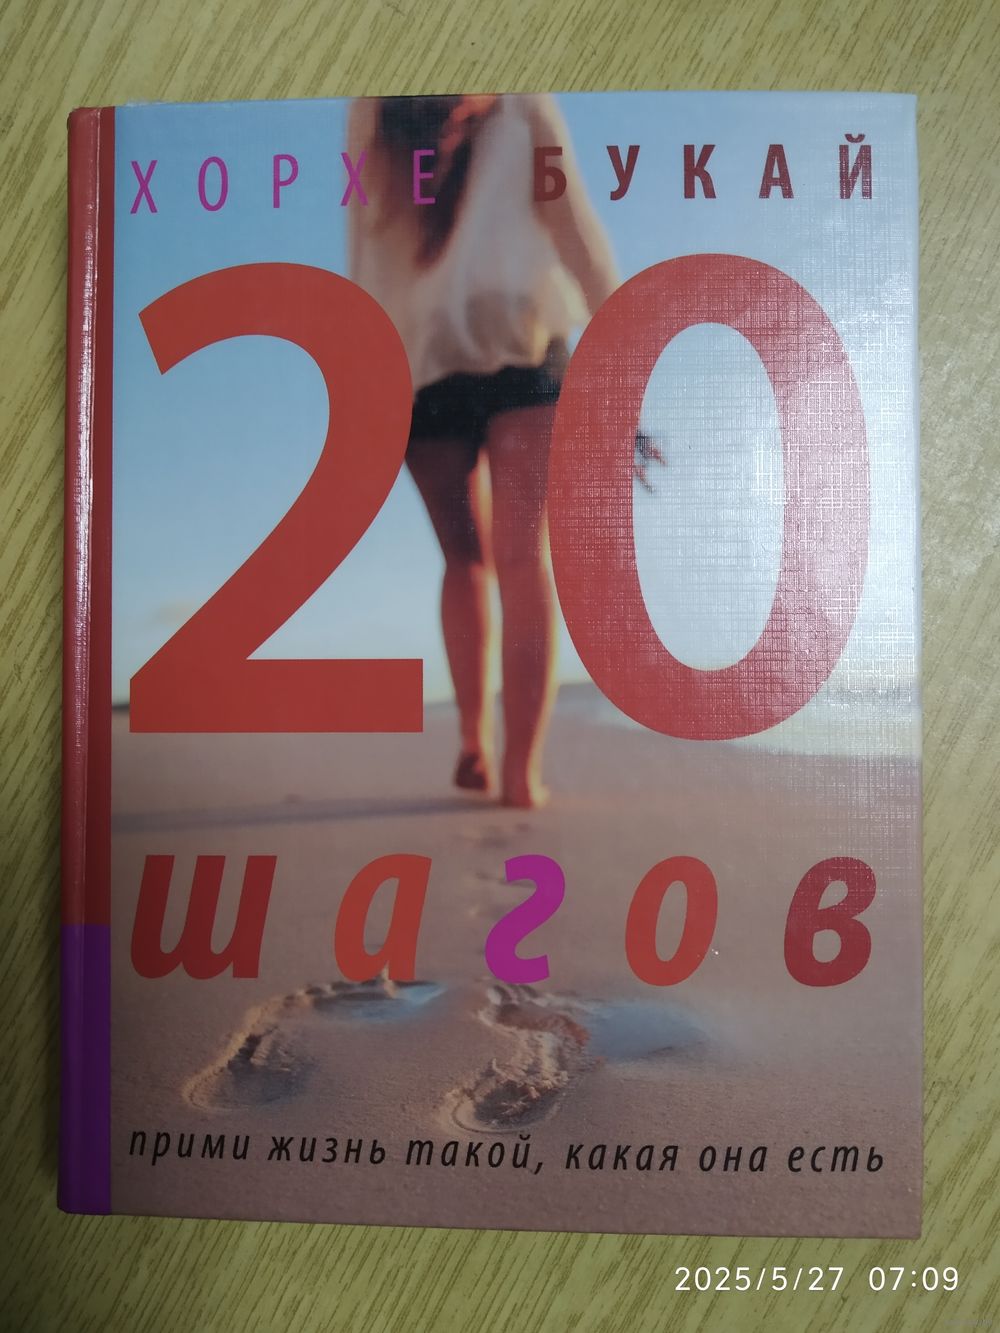 ХОРХЕ БУКАЙ
20
шагов
прими жизнь такой, какая она есть
2025/5/27 07:09